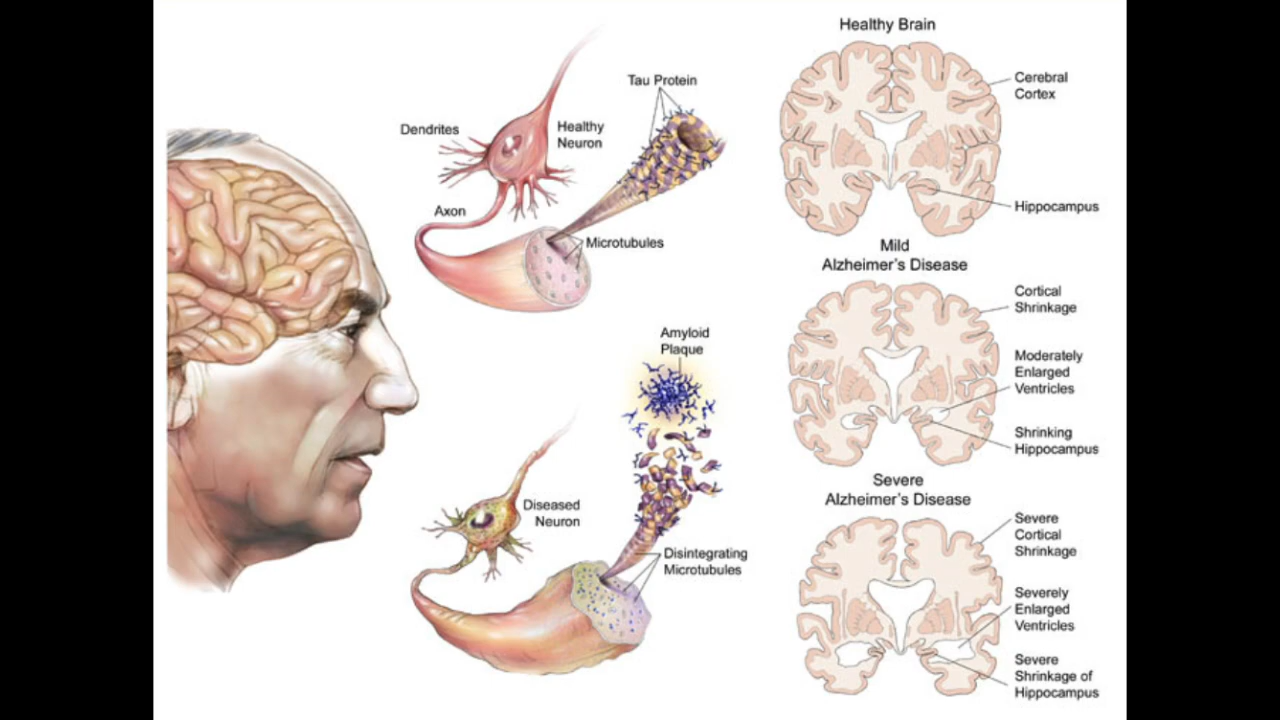 Tau Protein
Dendrites
Healthy
Neuron
Axon
Microtubules
Amyloid
Plaque
Diseased
Neuron
Disintegrating
Microtubules
Healthy Brain
Cerebral
Cortex
Hippocampus
Mild
Alzheimer's Disease
Cortical
Shrinkage
Moderately
Enlarged
Ventricles
Shrinking
Hippocampus
Severe
Alzheimer's Disease
Severe
Cortical
Shrinkage
Severely
Enlarged
Ventricles
Severe
Shrinkage of
Hippocampus